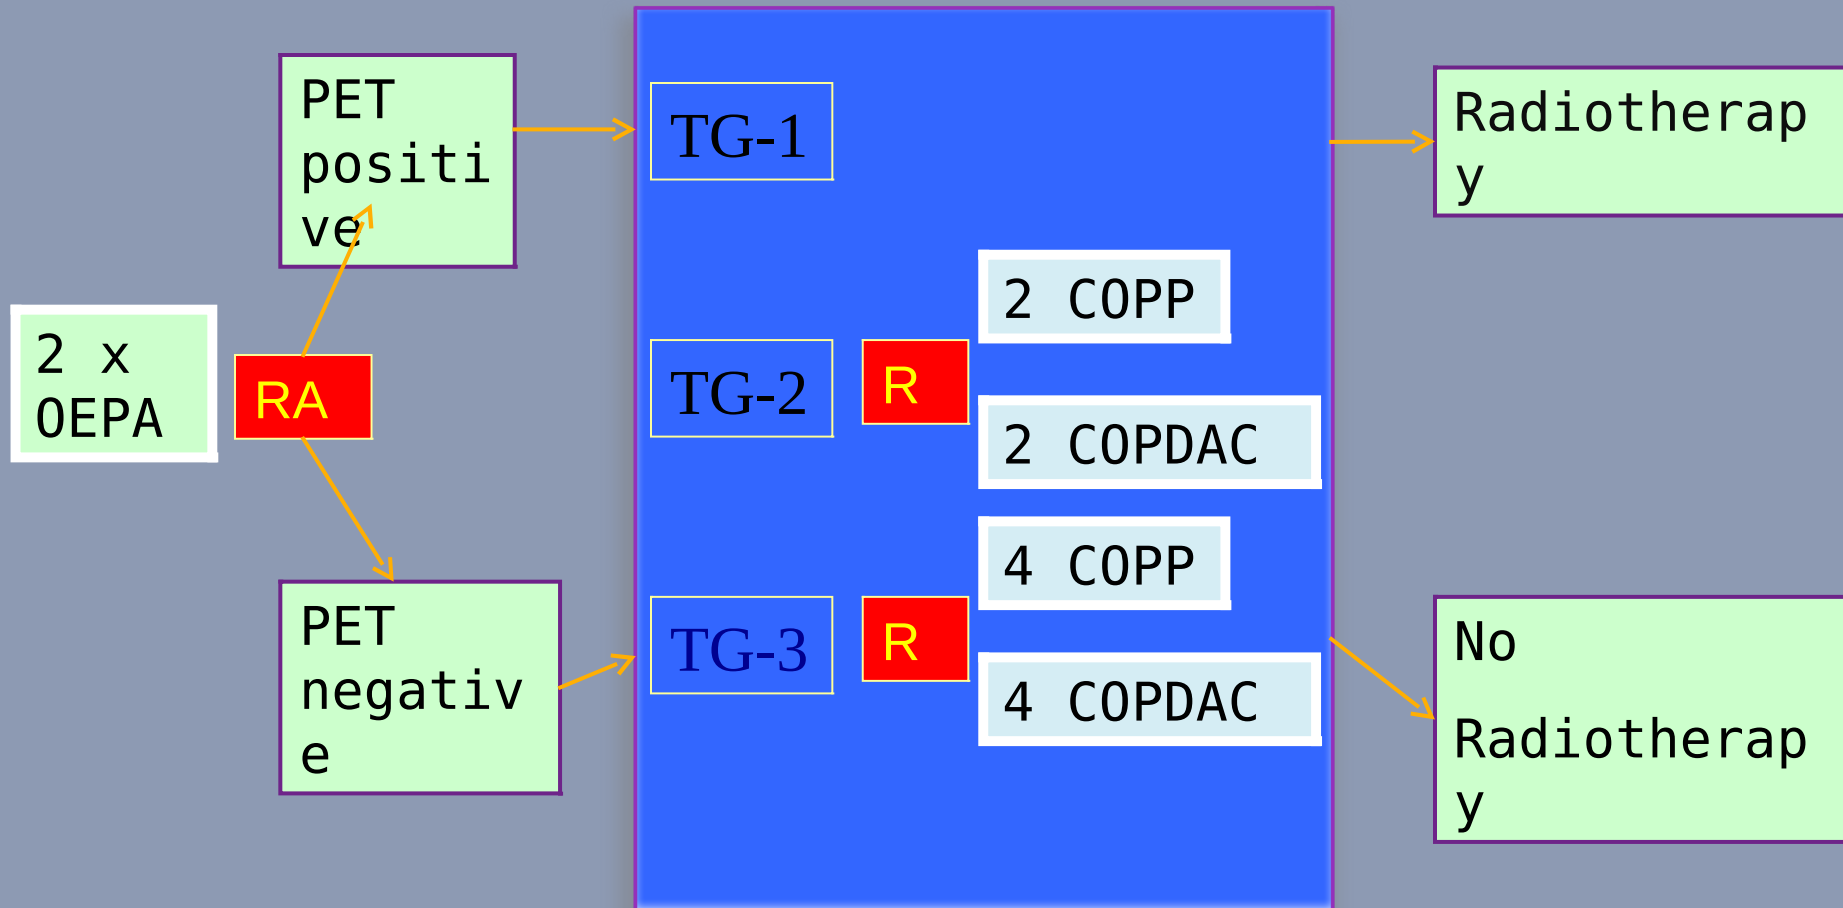 2 x
OEPA
RA
PET
positi
ve
PET
negativ
e
TG-1
TG-2
R
2 COPP
2 COPDAC
TG-3
R
4 COPP
4 COPDAC
Radiotherap
y
No
Radiotherap
y